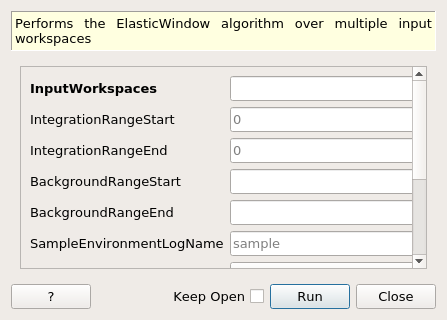 Performs the ElasticWindow algorithm over multiple input
workspaces
InputWorkspaces
IntegrationRangeStart 0
IntegrationRangeEnd 0
BackgroundRangeStart
BackgroundRangeEnd
SampleEnvironmentLogName sample
? Keep Open Run Close